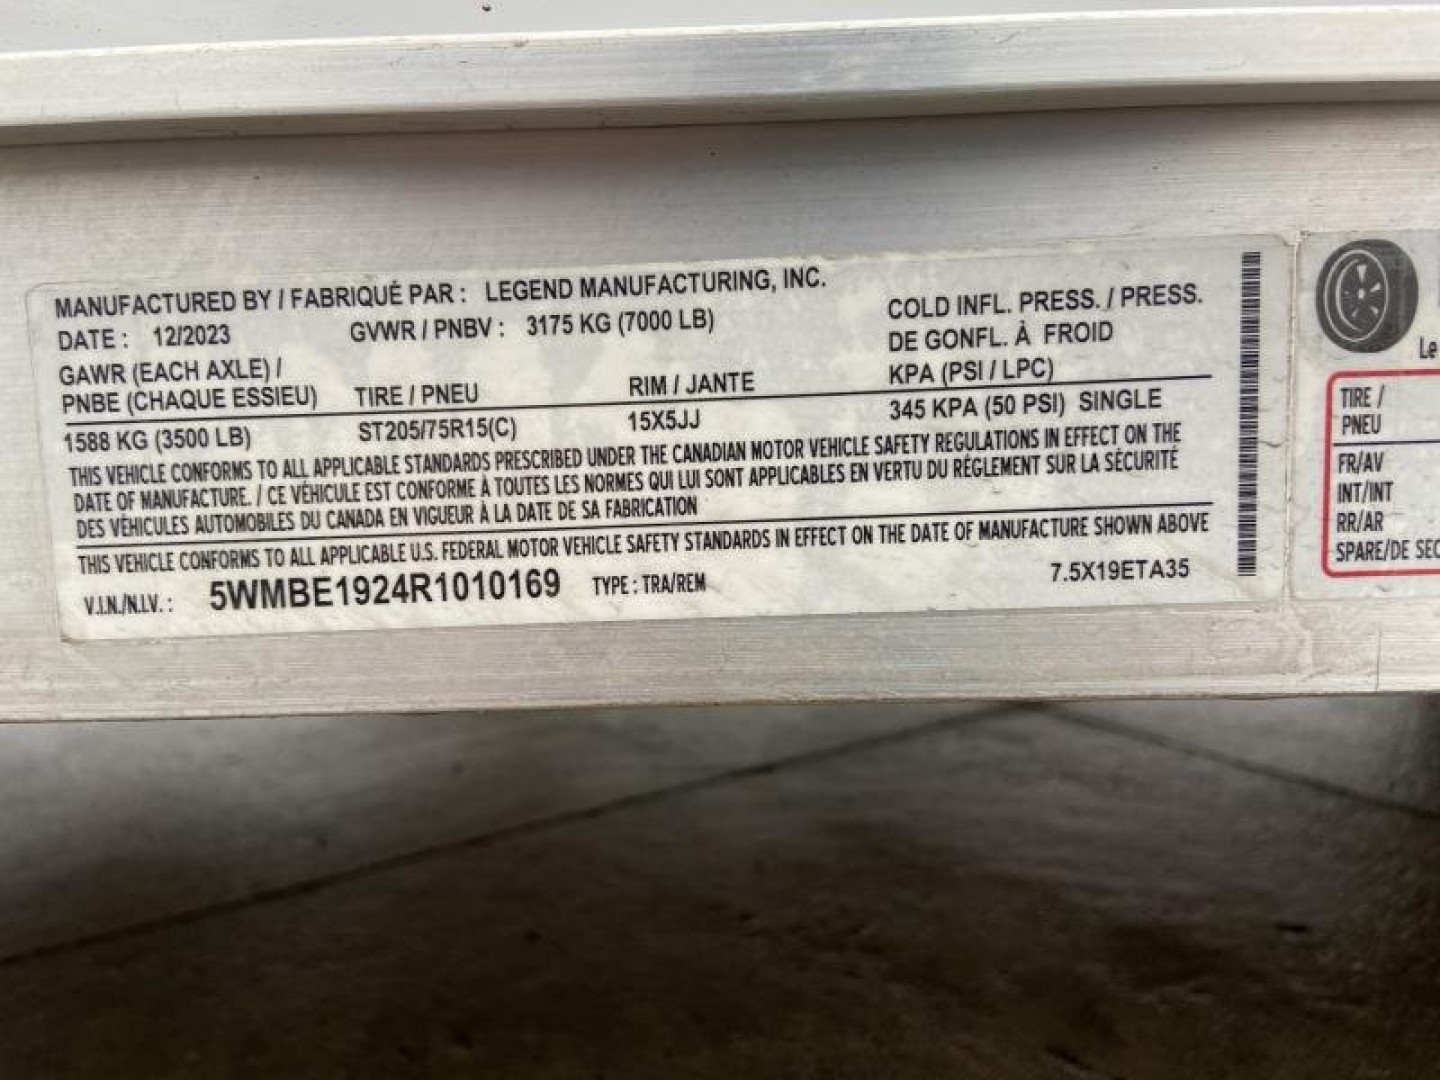 MANUFACTURED BY / FABRIQUÉ PAR : LEGEND MANUFACTURING, INC.
DATE : 12/2023 GVWR / PNBV : 3175 KG (7000 LB)
COLD INFL. PRESS. / PRESS.
DE GONFL. À FROID
KPA (PSI / LPC)
GAWR (EACH AXLE) /
PNBE (CHAQUE ESSIEU) TIRE / PNEU RIM / JANTE
1588 KG (3500 LB) ST205/75R15(C) 15X5JJ 345 KPA (50 PSI) SINGLE
THIS VEHICLE CONFORMS TO ALL APPLICABLE STANDARDS PRESCRIBED UNDER THE CANADIAN MOTOR VEHICLE SAFETY REGULATIONS IN EFFECT ON THE
DATE OF MANUFACTURE. / CE VÉHICULE EST CONFORME À TOUTES LES NORMES QUI LUI SONT APPLICABLES EN VERTU DU RÈGLEMENT SUR LA SÉCURITÉ
DES VÉHICULES AUTOMOBILES DU CANADA EN VIGUEUR À LA DATE DE SA FABRICATION
THIS VEHICLE CONFORMS TO ALL APPLICABLE U.S. FEDERAL MOTOR VEHICLE SAFETY STANDARDS IN EFFECT ON THE DATE OF MANUFACTURE SHOWN ABOVE
V.I.N./N.I.V. : 5WMBE1924R1010169 TYPE : TRA/REM 7.5X19ETA35
Le
TIRE /
PNEU
FR/AV
INT/INT
RR/AR
SPARE/DE SEC